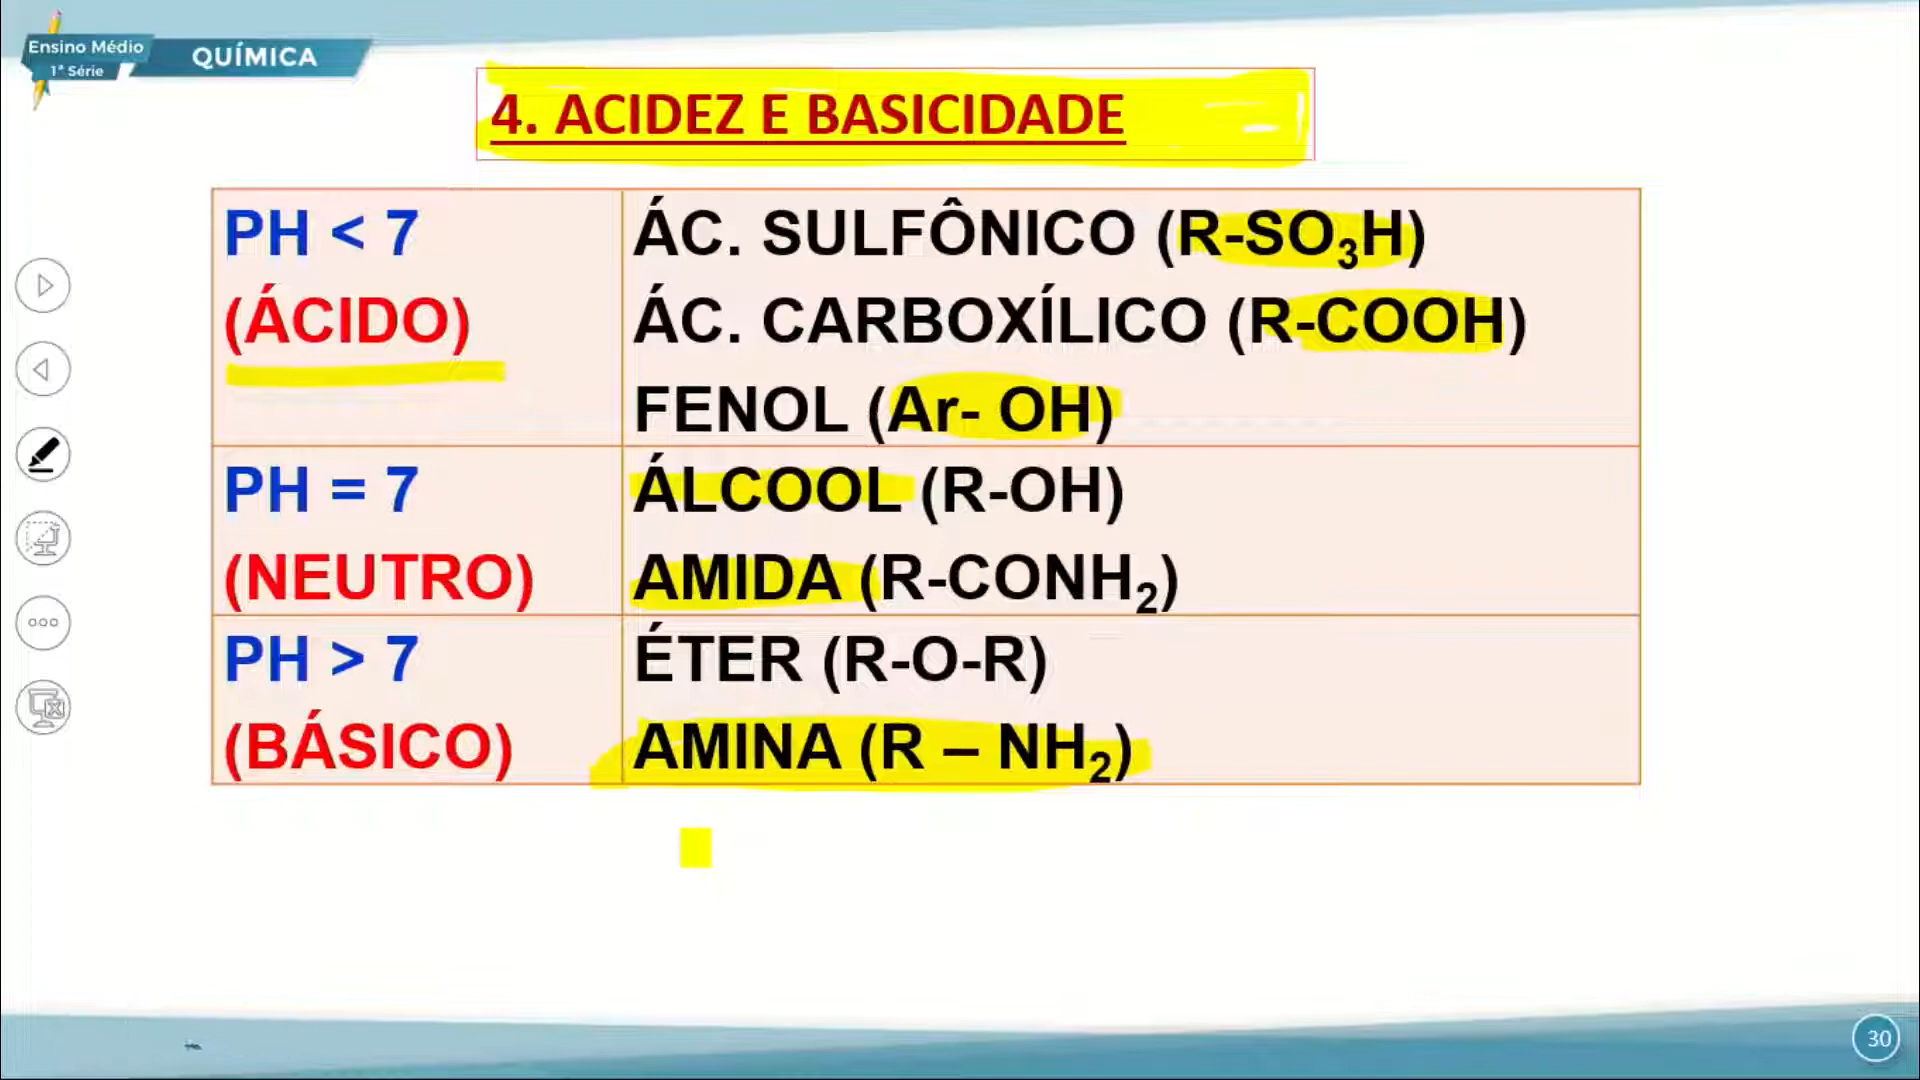 Ensino Médio
1ª Série
QUÍMICA
4. ACIDEZ E BASICIDADE
PH < 7
(ÁCIDO)
ÁC. SULFÔNICO (R-SO₃H)
ÁC. CARBOXÍLICO (R-COOH)
FENOL (Ar- OH)
PH = 7
(NEUTRO)
ÁLCOOL (R-OH)
AMIDA (R-CONH₂)
PH > 7
(BÁSICO)
ÉTER (R-O-R)
AMINA (R – NH₂)
30